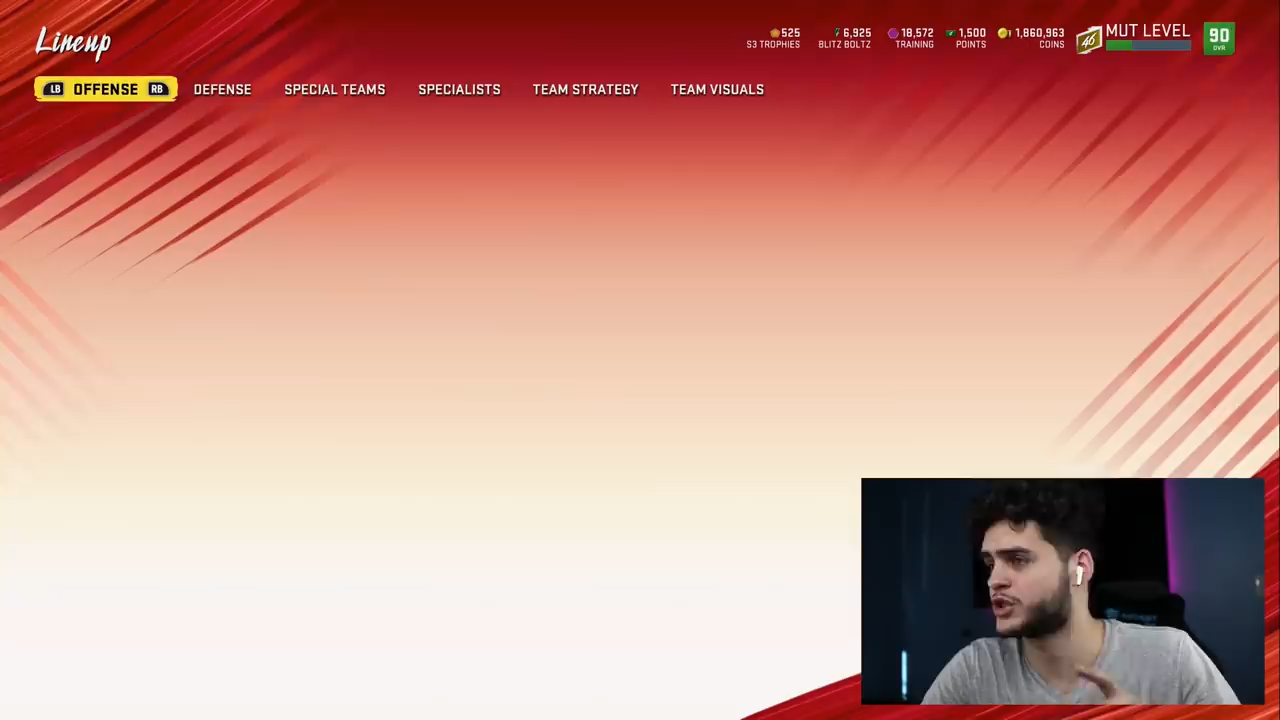 Lineup
525
S3 TROPHIES
6,925
BLITZ BOLTZ
18,572
TRAINING
1,500
POINTS
1,860,963
COINS
46
MUT LEVEL
90
OVR
LB OFFENSE RB
DEFENSE
SPECIAL TEAMS
SPECIALISTS
TEAM STRATEGY
TEAM VISUALS